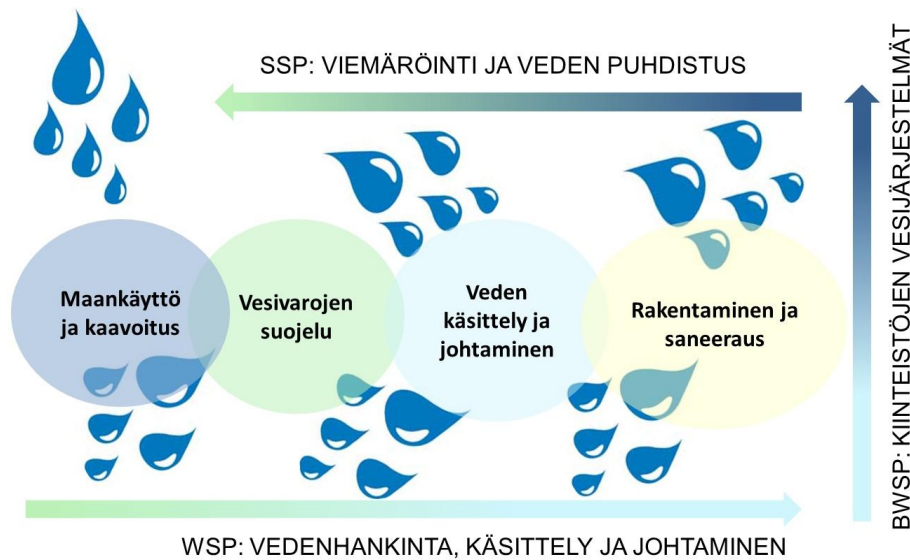 SSP: VIEMÄRÖINTI JA VEDEN PUHDISTUS
Maankäyttö
ja kaavoitus
Vesivarojen
suojelu
Veden
käsittely ja
johtaminen
Rakentaminen ja
saneeraus
BWSP: KIINTEISTÖJEN VESIJÄRJESTELMÄT
WSP: VEDENHANKINTA, KÄSITTELY JA JOHTAMINEN